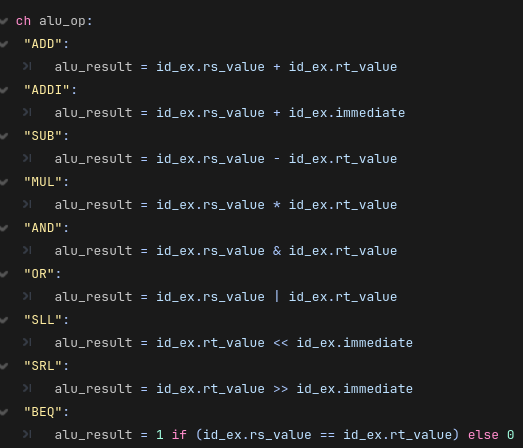 ch alu_op:
"ADD":
alu_result = id_ex.rs_value + id_ex.rt_value
"ADDI":
alu_result = id_ex.rs_value + id_ex.immediate
"SUB":
alu_result = id_ex.rs_value - id_ex.rt_value
"MUL":
alu_result = id_ex.rs_value * id_ex.rt_value
"AND":
alu_result = id_ex.rs_value & id_ex.rt_value
"OR":
alu_result = id_ex.rs_value | id_ex.rt_value
"SLL":
alu_result = id_ex.rt_value << id_ex.immediate
"SRL":
alu_result = id_ex.rt_value >> id_ex.immediate
"BEQ":
alu_result = 1 if (id_ex.rs_value == id_ex.rt_value) else 0